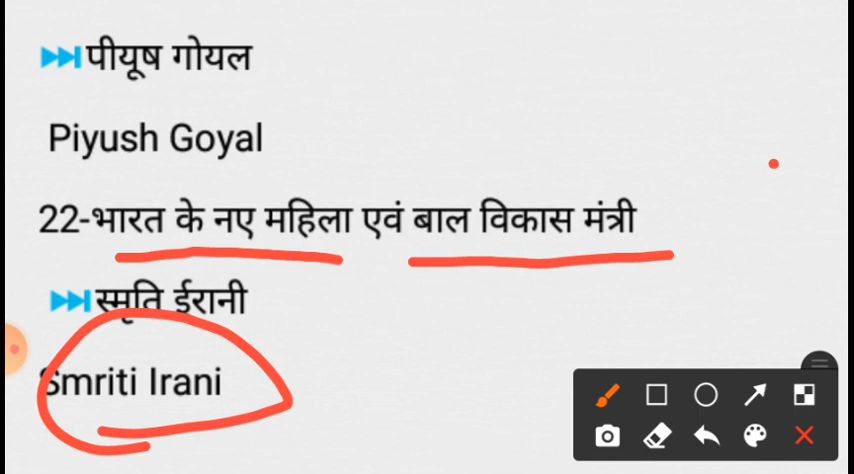 पीयूष गोयल
Piyush Goyal
22-भारत के नए महिला एवं बाल विकास मंत्री
स्मृति ईरानी
Smriti Irani